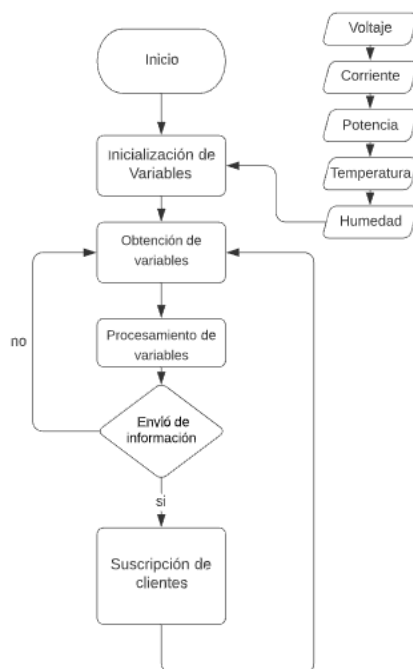 Inicio
Inicialización de
Variables
Obtención de
variables
Procesamiento de
variables
Envió de
información
no
si
Suscripción de
clientes
Voltaje
Corriente
Potencia
Temperatura
Humedad